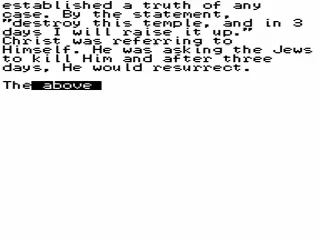 established a truth of any
case. By the statement,
"destroy this temple, and in 3
days I will raise it up."
Christ was referring to
Himself. He was asking the Jews
to kill Him and after three
days, He would resurrect.
The above